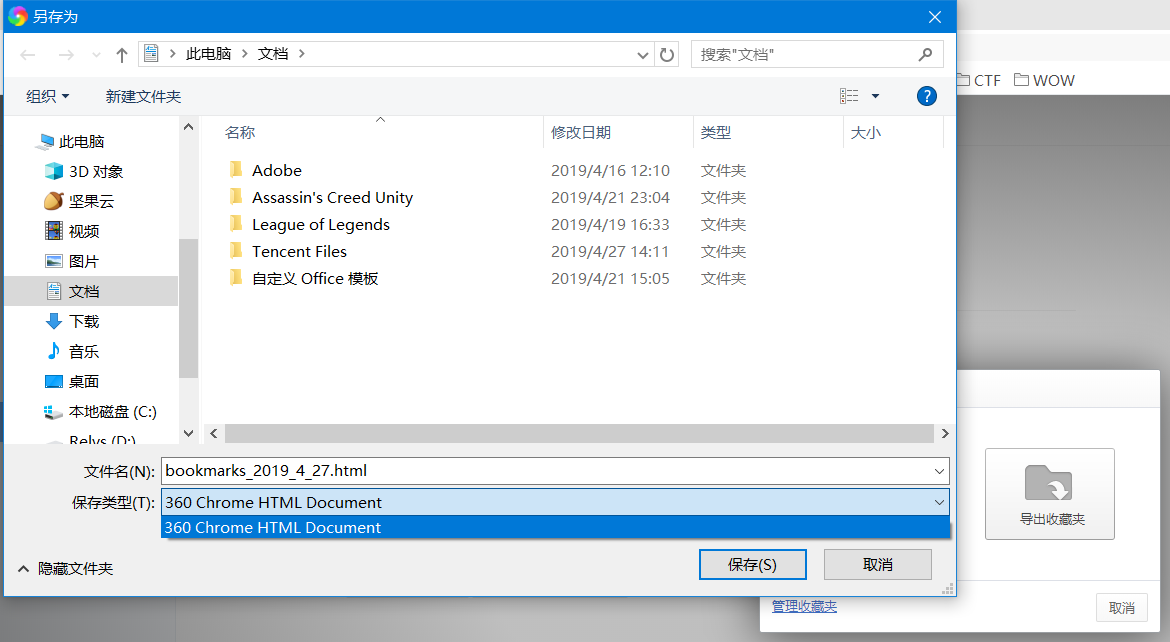 另存为
此电脑 文档
搜索"文档"
CTF WOW
组织 新建文件夹
?
名称 修改日期 类型 大小
此电脑
3D 对象
坚果云
视频
图片
文档
下载
音乐
桌面
本地磁盘 (C:)
Relys (D:)
Adobe 2019/4/16 12:10 文件夹
Assassin's Creed Unity 2019/4/21 23:04 文件夹
League of Legends 2019/4/19 16:33 文件夹
Tencent Files 2019/4/27 14:11 文件夹
自定义 Office 模板 2019/4/21 15:05 文件夹
文件名(N): bookmarks_2019_4_27.html
保存类型(T): 360 Chrome HTML Document
360 Chrome HTML Document
隐藏文件夹
保存(S) 取消
导出收藏夹
管理收藏夹 取消